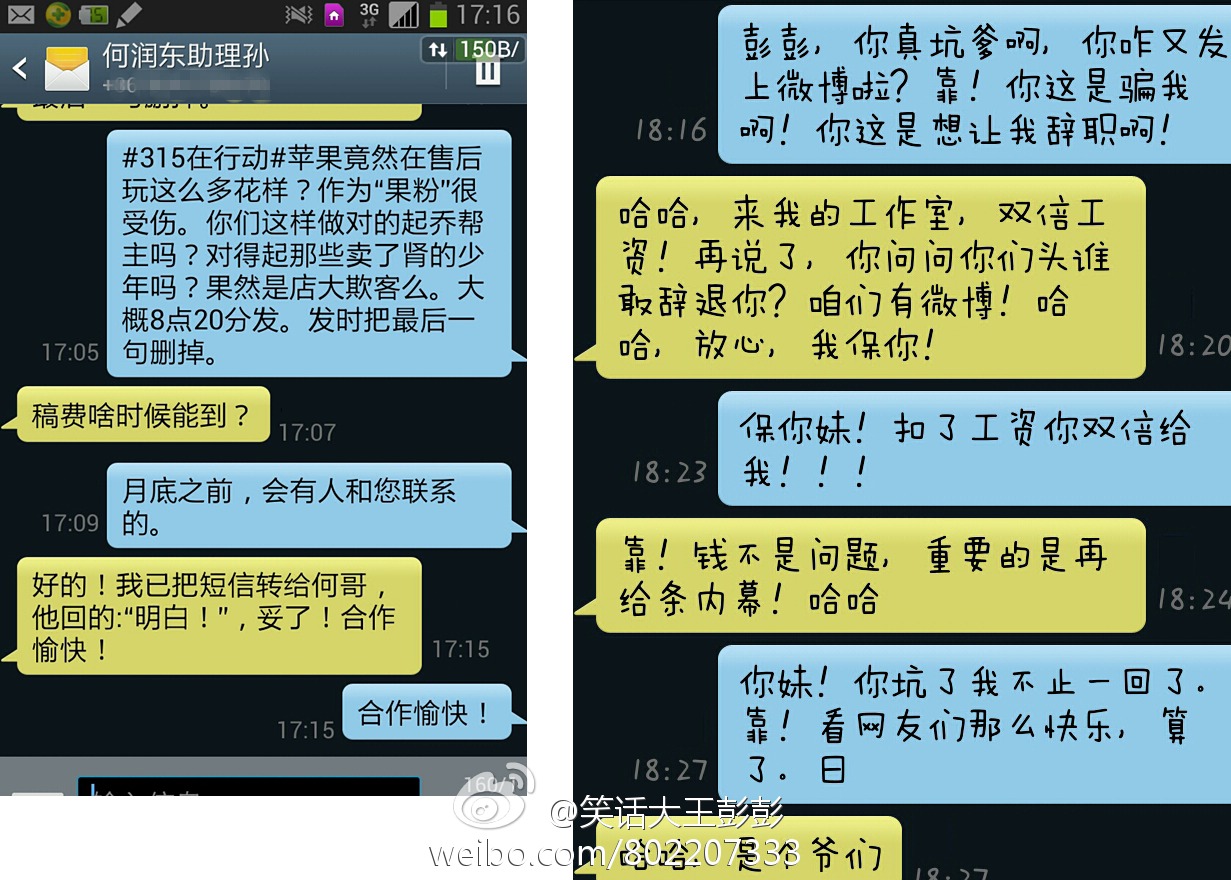 3G
17:16
150B/
何润东助理孙
#315在行动#苹果竟然在售后
玩这么多花样？作为“果粉”很
受伤。你们这样做对的起乔帮
主吗？对得起那些卖了肾的少
年吗？果然是店大欺客么。大
概8点20分发。发时把最后一
句删掉。
17:05
稿费啥时候能到？
17:07
月底之前，会有人和您联系
的。
17:09
好的！我已把短信转给何哥，
他回的:“明白！”，妥了！合作
愉快！
17:15
合作愉快！
17:15
160/1
彭彭，你真坑爹啊，你咋又发
上微博啦？靠！你这是骗我
啊！你这是想让我辞职啊！
18:16
哈哈，来我的工作室，双倍工
资！再说了，你问问你们头谁
敢辞退你？咱们有微博！哈
哈，放心，我保你！
18:20
保你妹！扣了工资你双倍给
我！！！
18:23
靠！钱不是问题，重要的是再
给条内幕！哈哈
18:24
你妹！你坑了我不止一回了。
靠！看网友们那么快乐，算
了。日
18:27
哈哈，是个爷们
18:27
@笑话大王彭彭
weibo.com/802207333